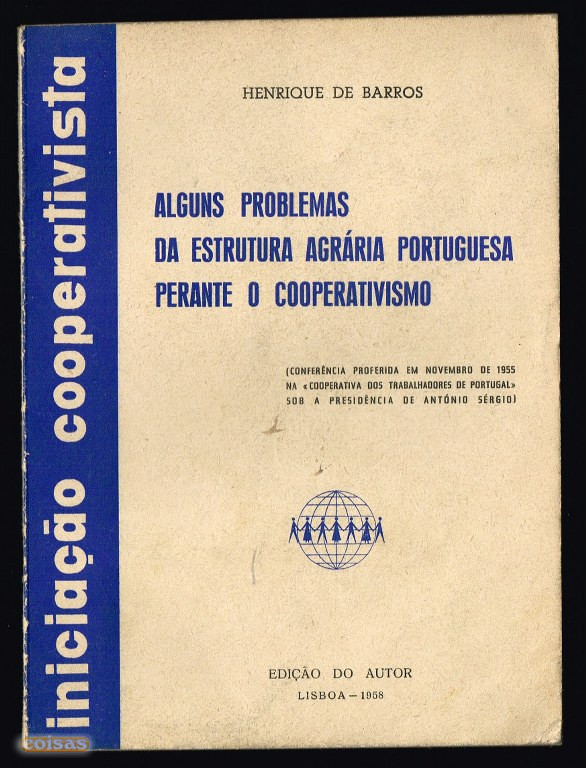 HENRIQUE DE BARROS
ALGUNS PROBLEMAS
DA ESTRUTURA AGRÁRIA PORTUGUESA
PERANTE O COOPERATIVISMO
(CONFERÊNCIA PROFERIDA EM NOVEMBRO DE 1955
NA «COOPERATIVA DOS TRABALHADORES DE PORTUGAL»
SOB A PRESIDÊNCIA DE ANTÓNIO SÉRGIO)
EDIÇÃO DO AUTOR
LISBOA — 1958
iniciação cooperativista
coisas